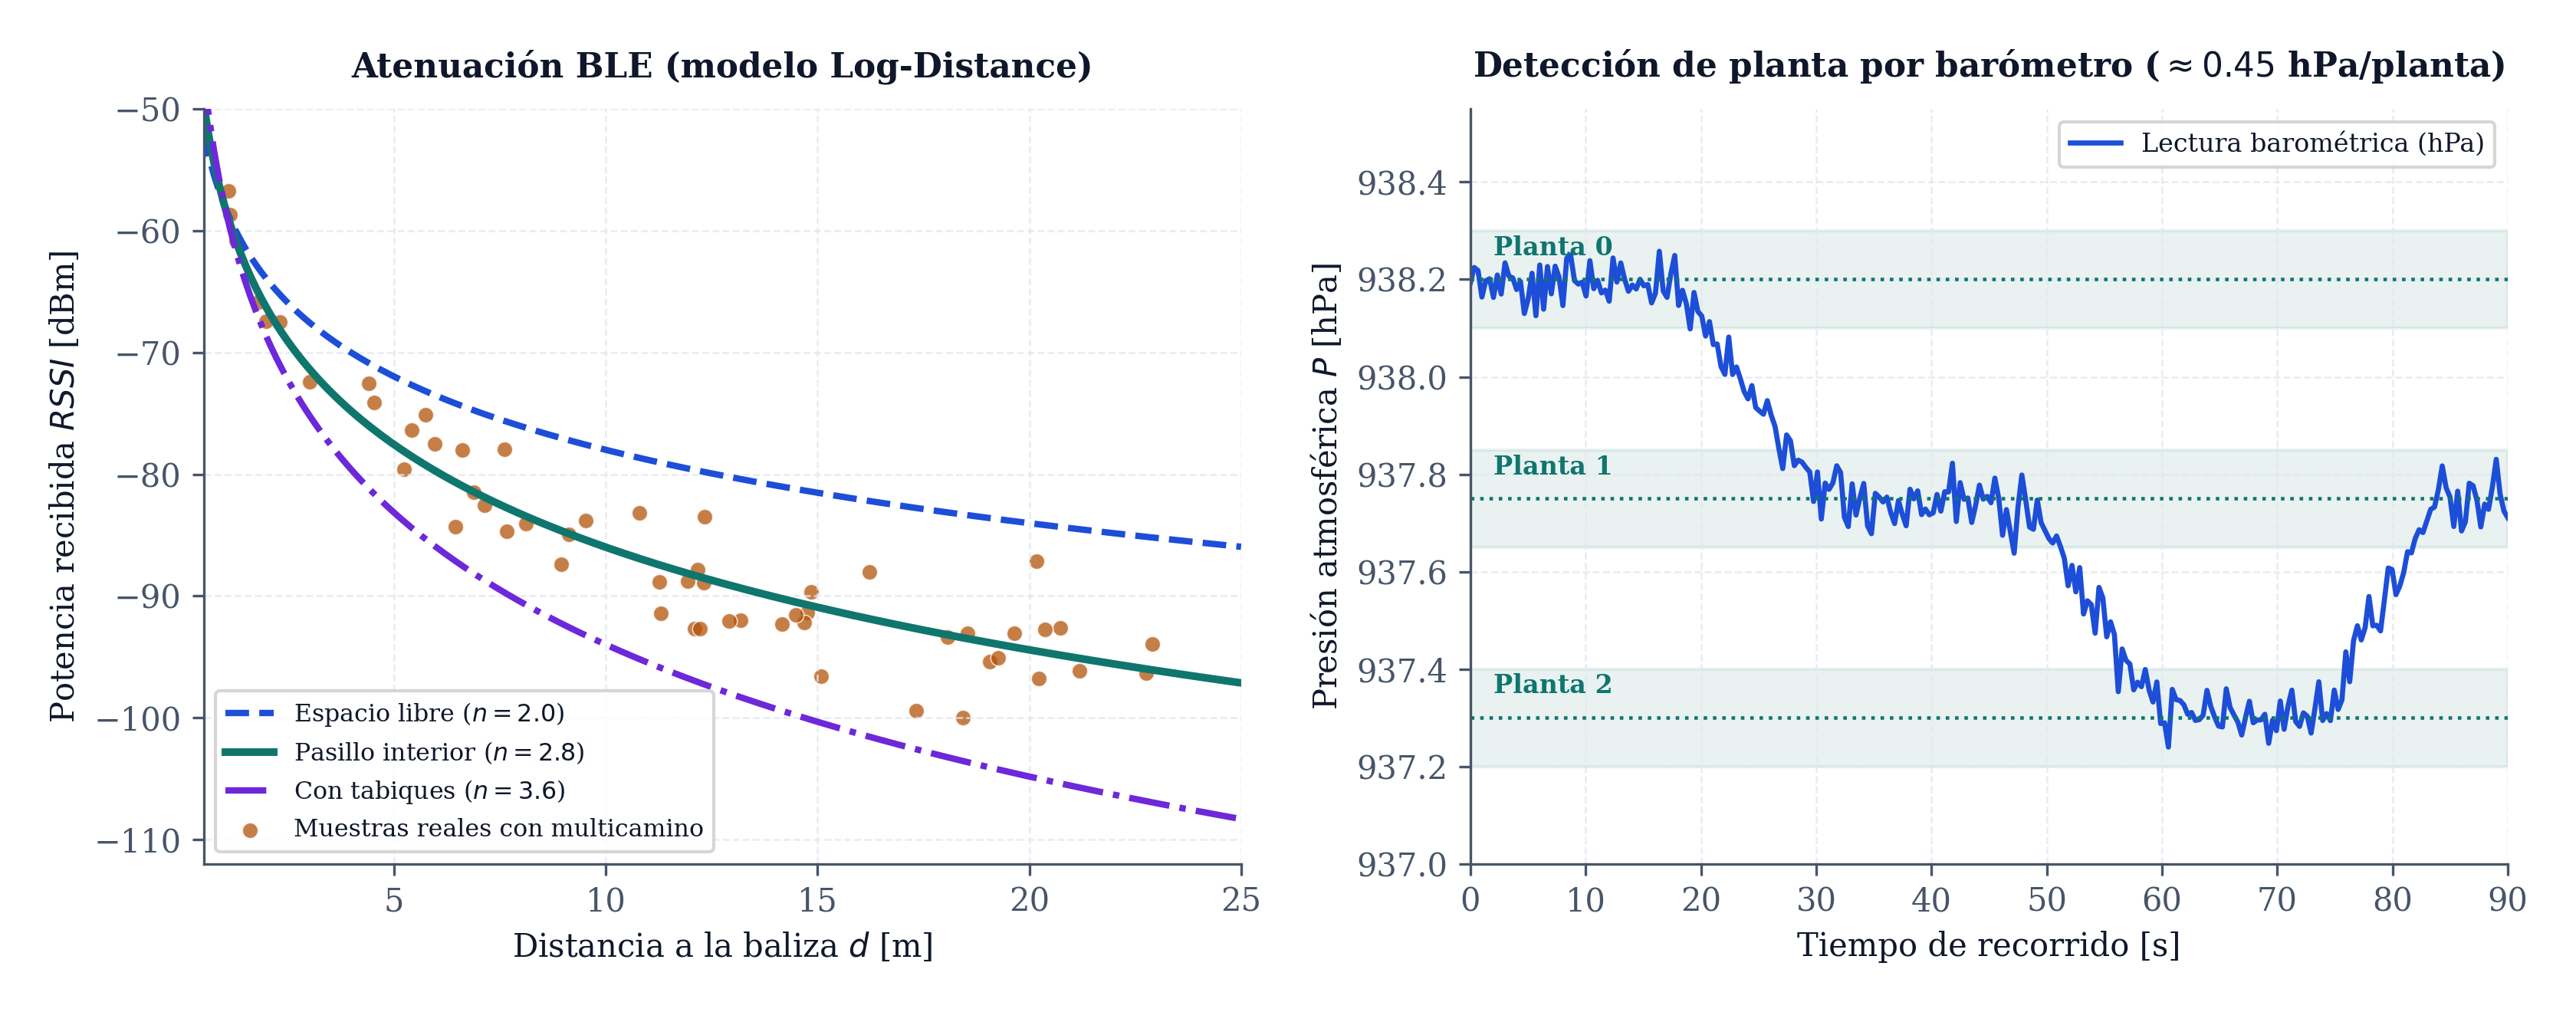 Atenuación BLE (modelo Log-Distance)
Potencia recibida RSSI [dBm]
−50
−60
−70
−80
−90
−100
−110
Espacio libre (n = 2.0)
Pasillo interior (n = 2.8)
Con tabiques (n = 3.6)
Muestras reales con multicamino
5 10 15 20 25
Distancia a la baliza d [m]
Detección de planta por barómetro (≈0.45 hPa/planta)
Presión atmosférica P [hPa]
938.4
938.2
938.0
937.8
937.6
937.4
937.2
937.0
Lectura barométrica (hPa)
Planta 0
Planta 1
Planta 2
0 10 20 30 40 50 60 70 80 90
Tiempo de recorrido [s]